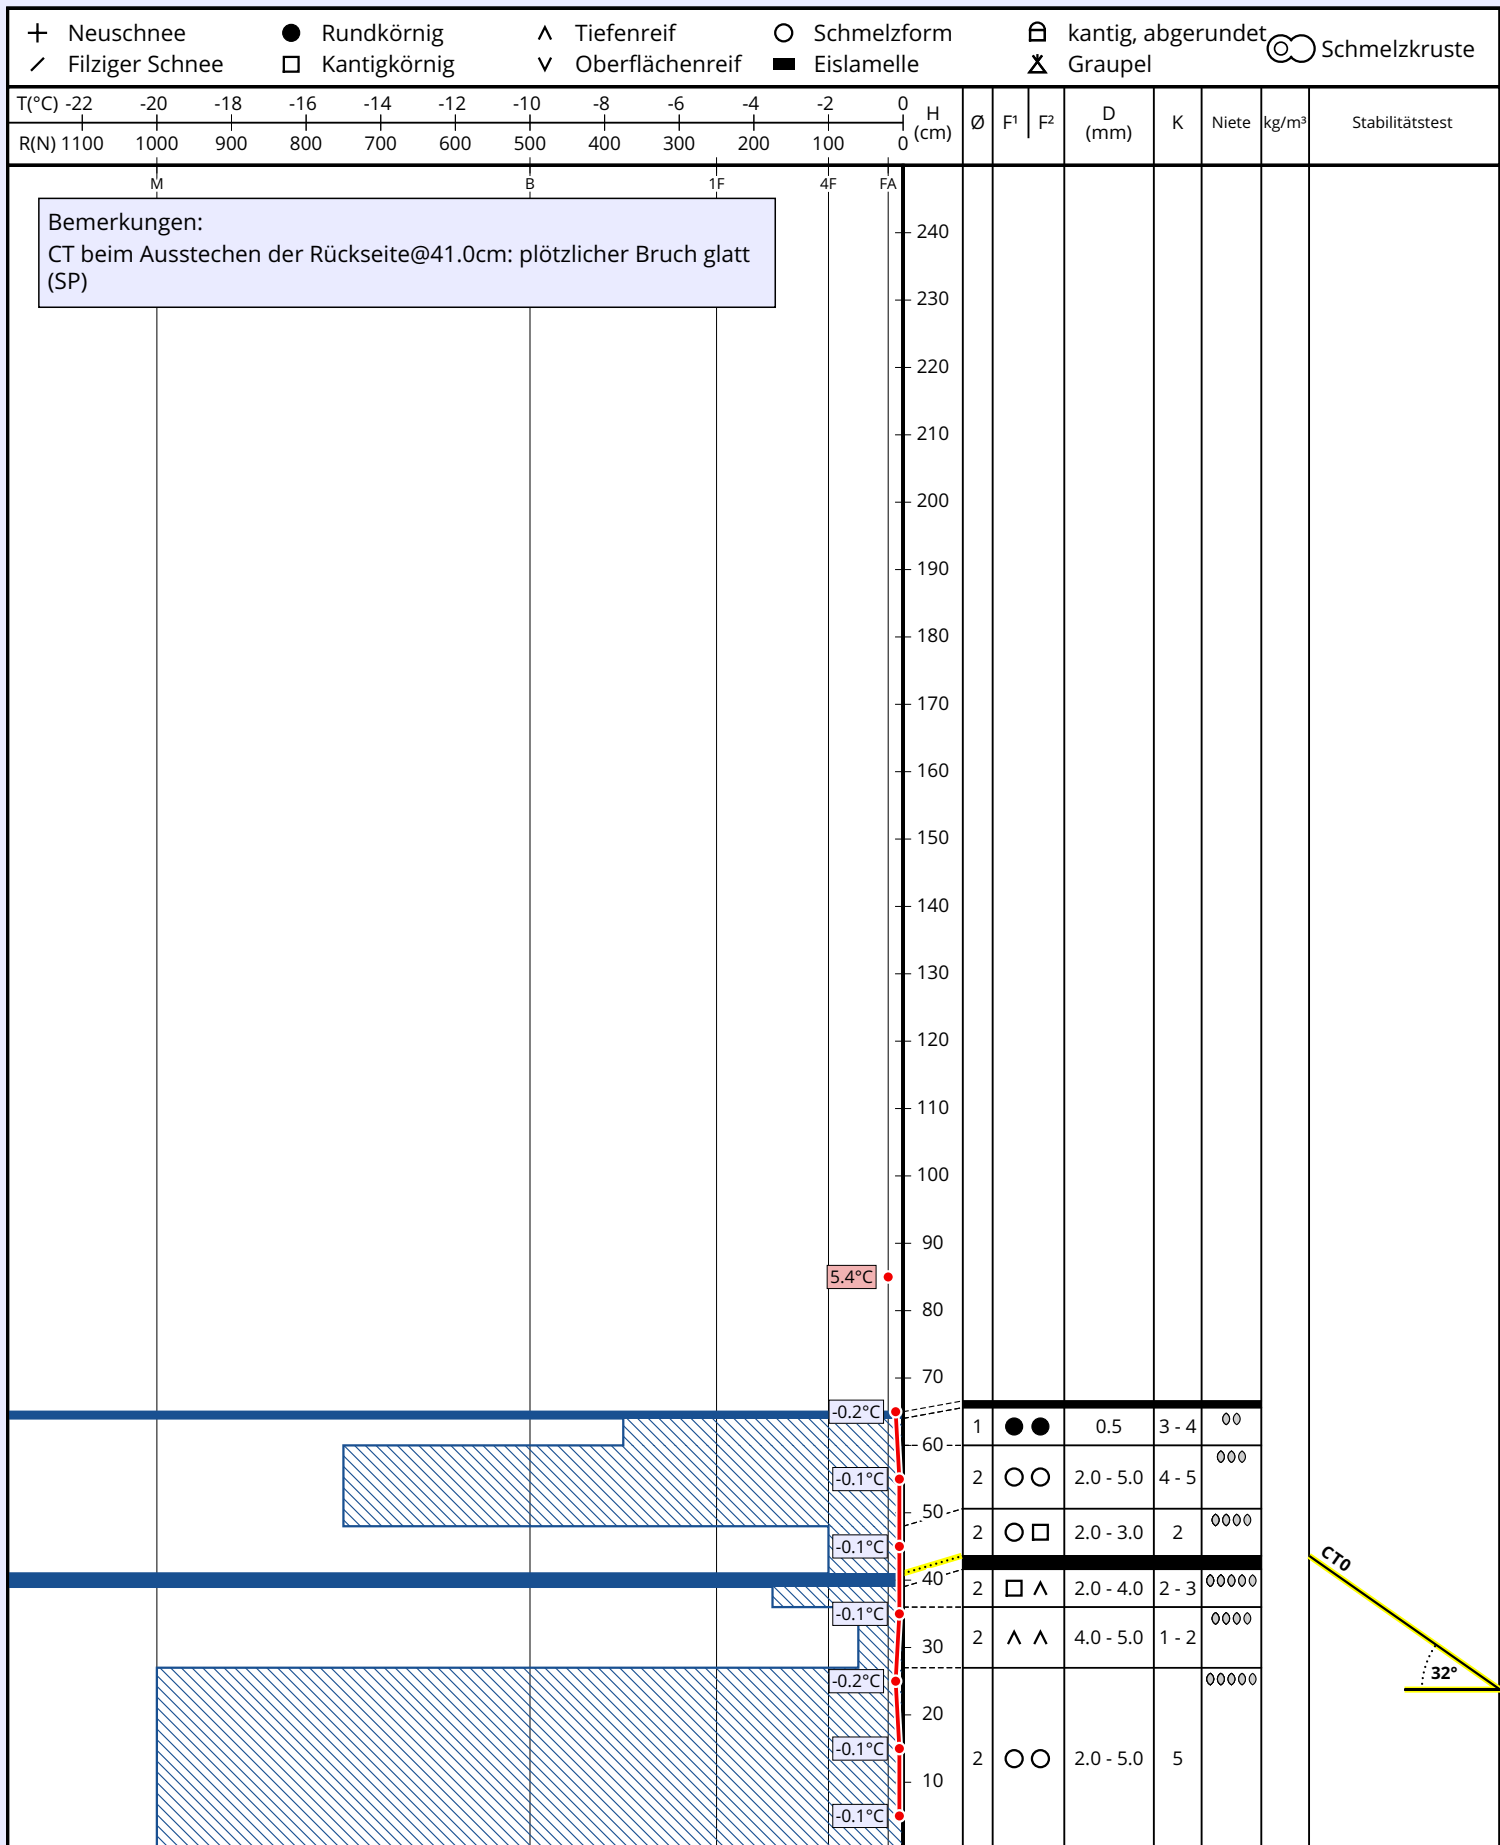 Neuschnee Rundkörnig Tiefenreif Schmelzform kantig, abgerundet Schmelzkruste
Filziger Schnee Kantigkörnig Oberflächenreif Eislamelle Graupel
T(°C) -22 -20 -18 -16 -14 -12 -10 -8 -6 -4 -2 0
R(N) 1100 1000 900 800 700 600 500 400 300 200 100 0
H (cm) Ø F¹ F² D (mm) K Niete kg/m³ Stabilitätstest
M B 1F 4F FA
Bemerkungen:
CT beim Ausstechen der Rückseite@41.0cm: plötzlicher Bruch glatt
(SP)
240
230
220
210
200
190
180
170
160
150
140
130
120
110
100
90
5.4°C
80
70
-0.2°C
1 0.5 3 - 4
60
-0.1°C 2 2.0 - 5.0 4 - 5
50
2 2.0 - 3.0 2
-0.1°C
CT0
40
2 2.0 - 4.0 2 - 3
-0.1°C
30
2 4.0 - 5.0 1 - 2
32°
-0.2°C
20
-0.1°C
2 2.0 - 5.0 5
10
-0.1°C